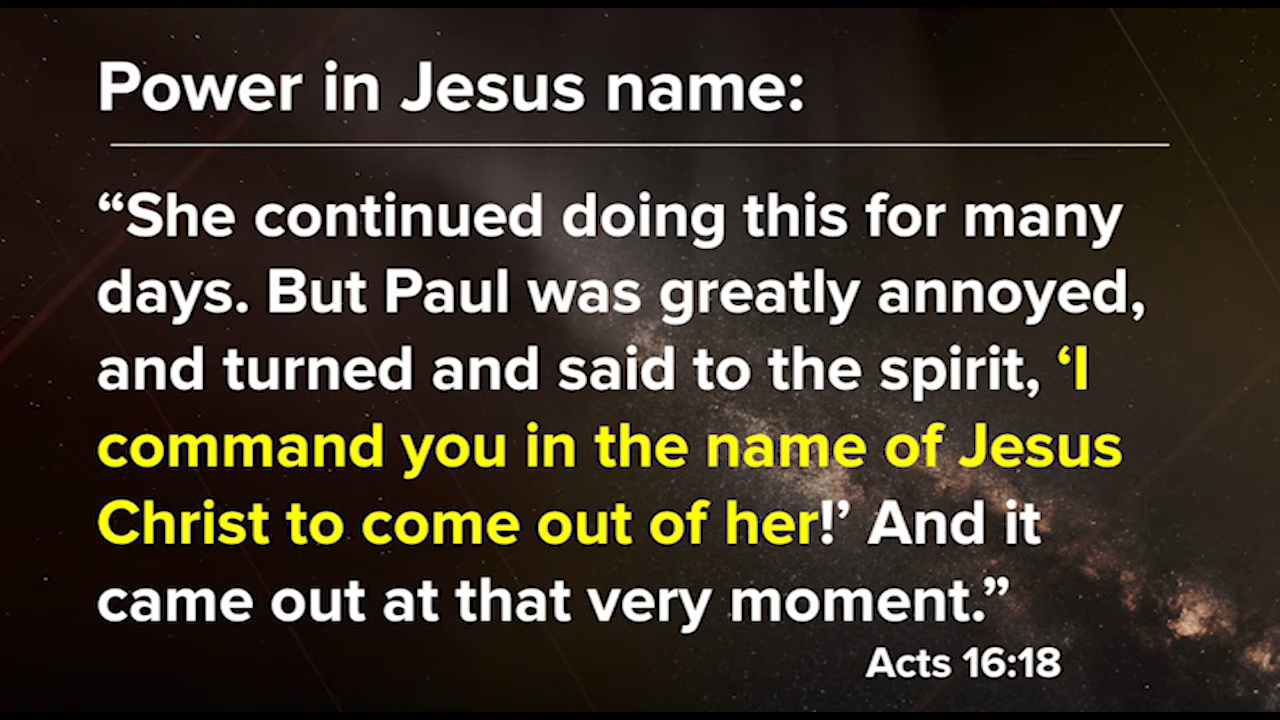 Power in Jesus name:
“She continued doing this for many
days. But Paul was greatly annoyed,
and turned and said to the spirit, ‘I
command you in the name of Jesus
Christ to come out of her!’ And it
came out at that very moment.”
Acts 16:18